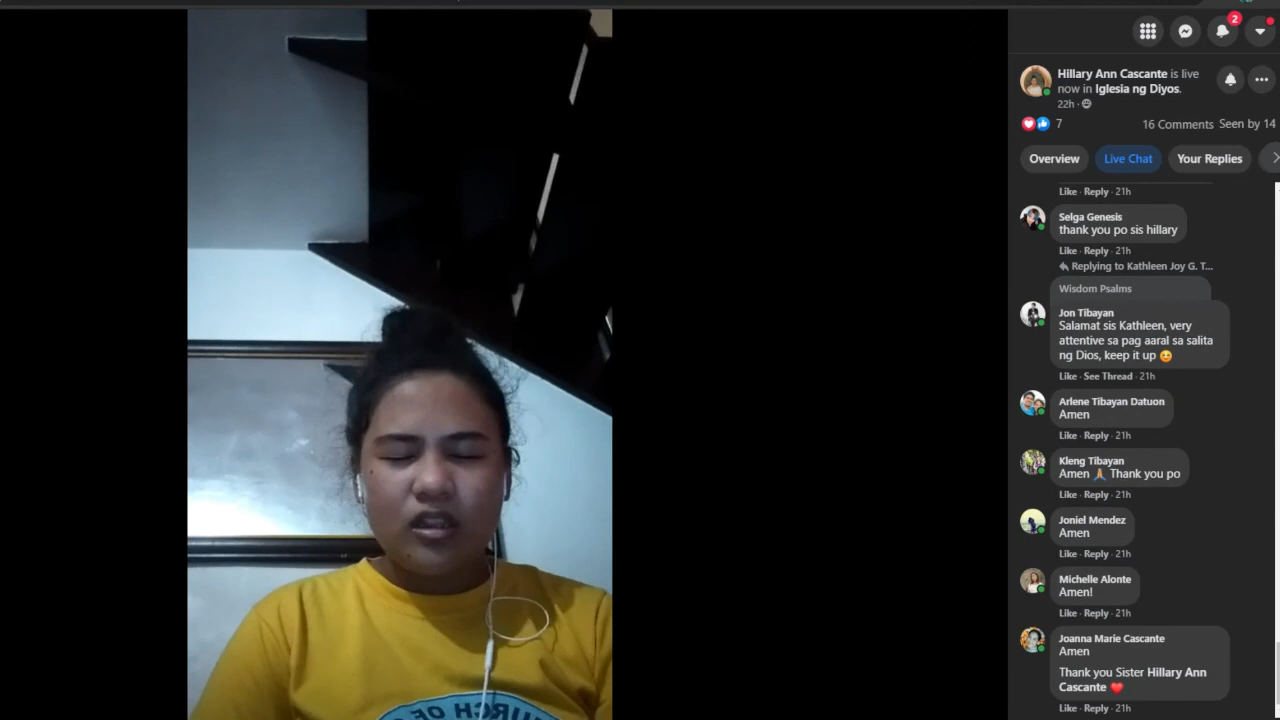 2
Hillary Ann Cascante is live
now in Iglesia ng Diyos.
22h ·
7
16 Comments Seen by 14
Overview
Live Chat
Your Replies
Like · Reply · 21h
Selga Genesis
thank you po sis hillary
Like · Reply · 21h
Replying to Kathleen Joy G. T...
Wisdom Psalms
Jon Tibayan
Salamat sis Kathleen, very
attentive sa pag aaral sa salita
ng Dios, keep it up 😊
Like · See Thread · 21h
Arlene Tibayan Datuon
Amen
Like · Reply · 21h
Kleng Tibayan
Amen 🙏 Thank you po
Like · Reply · 21h
Joniel Mendez
Amen
Like · Reply · 21h
Michelle Alonte
Amen!
Like · Reply · 21h
Joanna Marie Cascante
Amen
Thank you Sister Hillary Ann
Cascante ❤️
Like · Reply · 21h
CHURCH OF